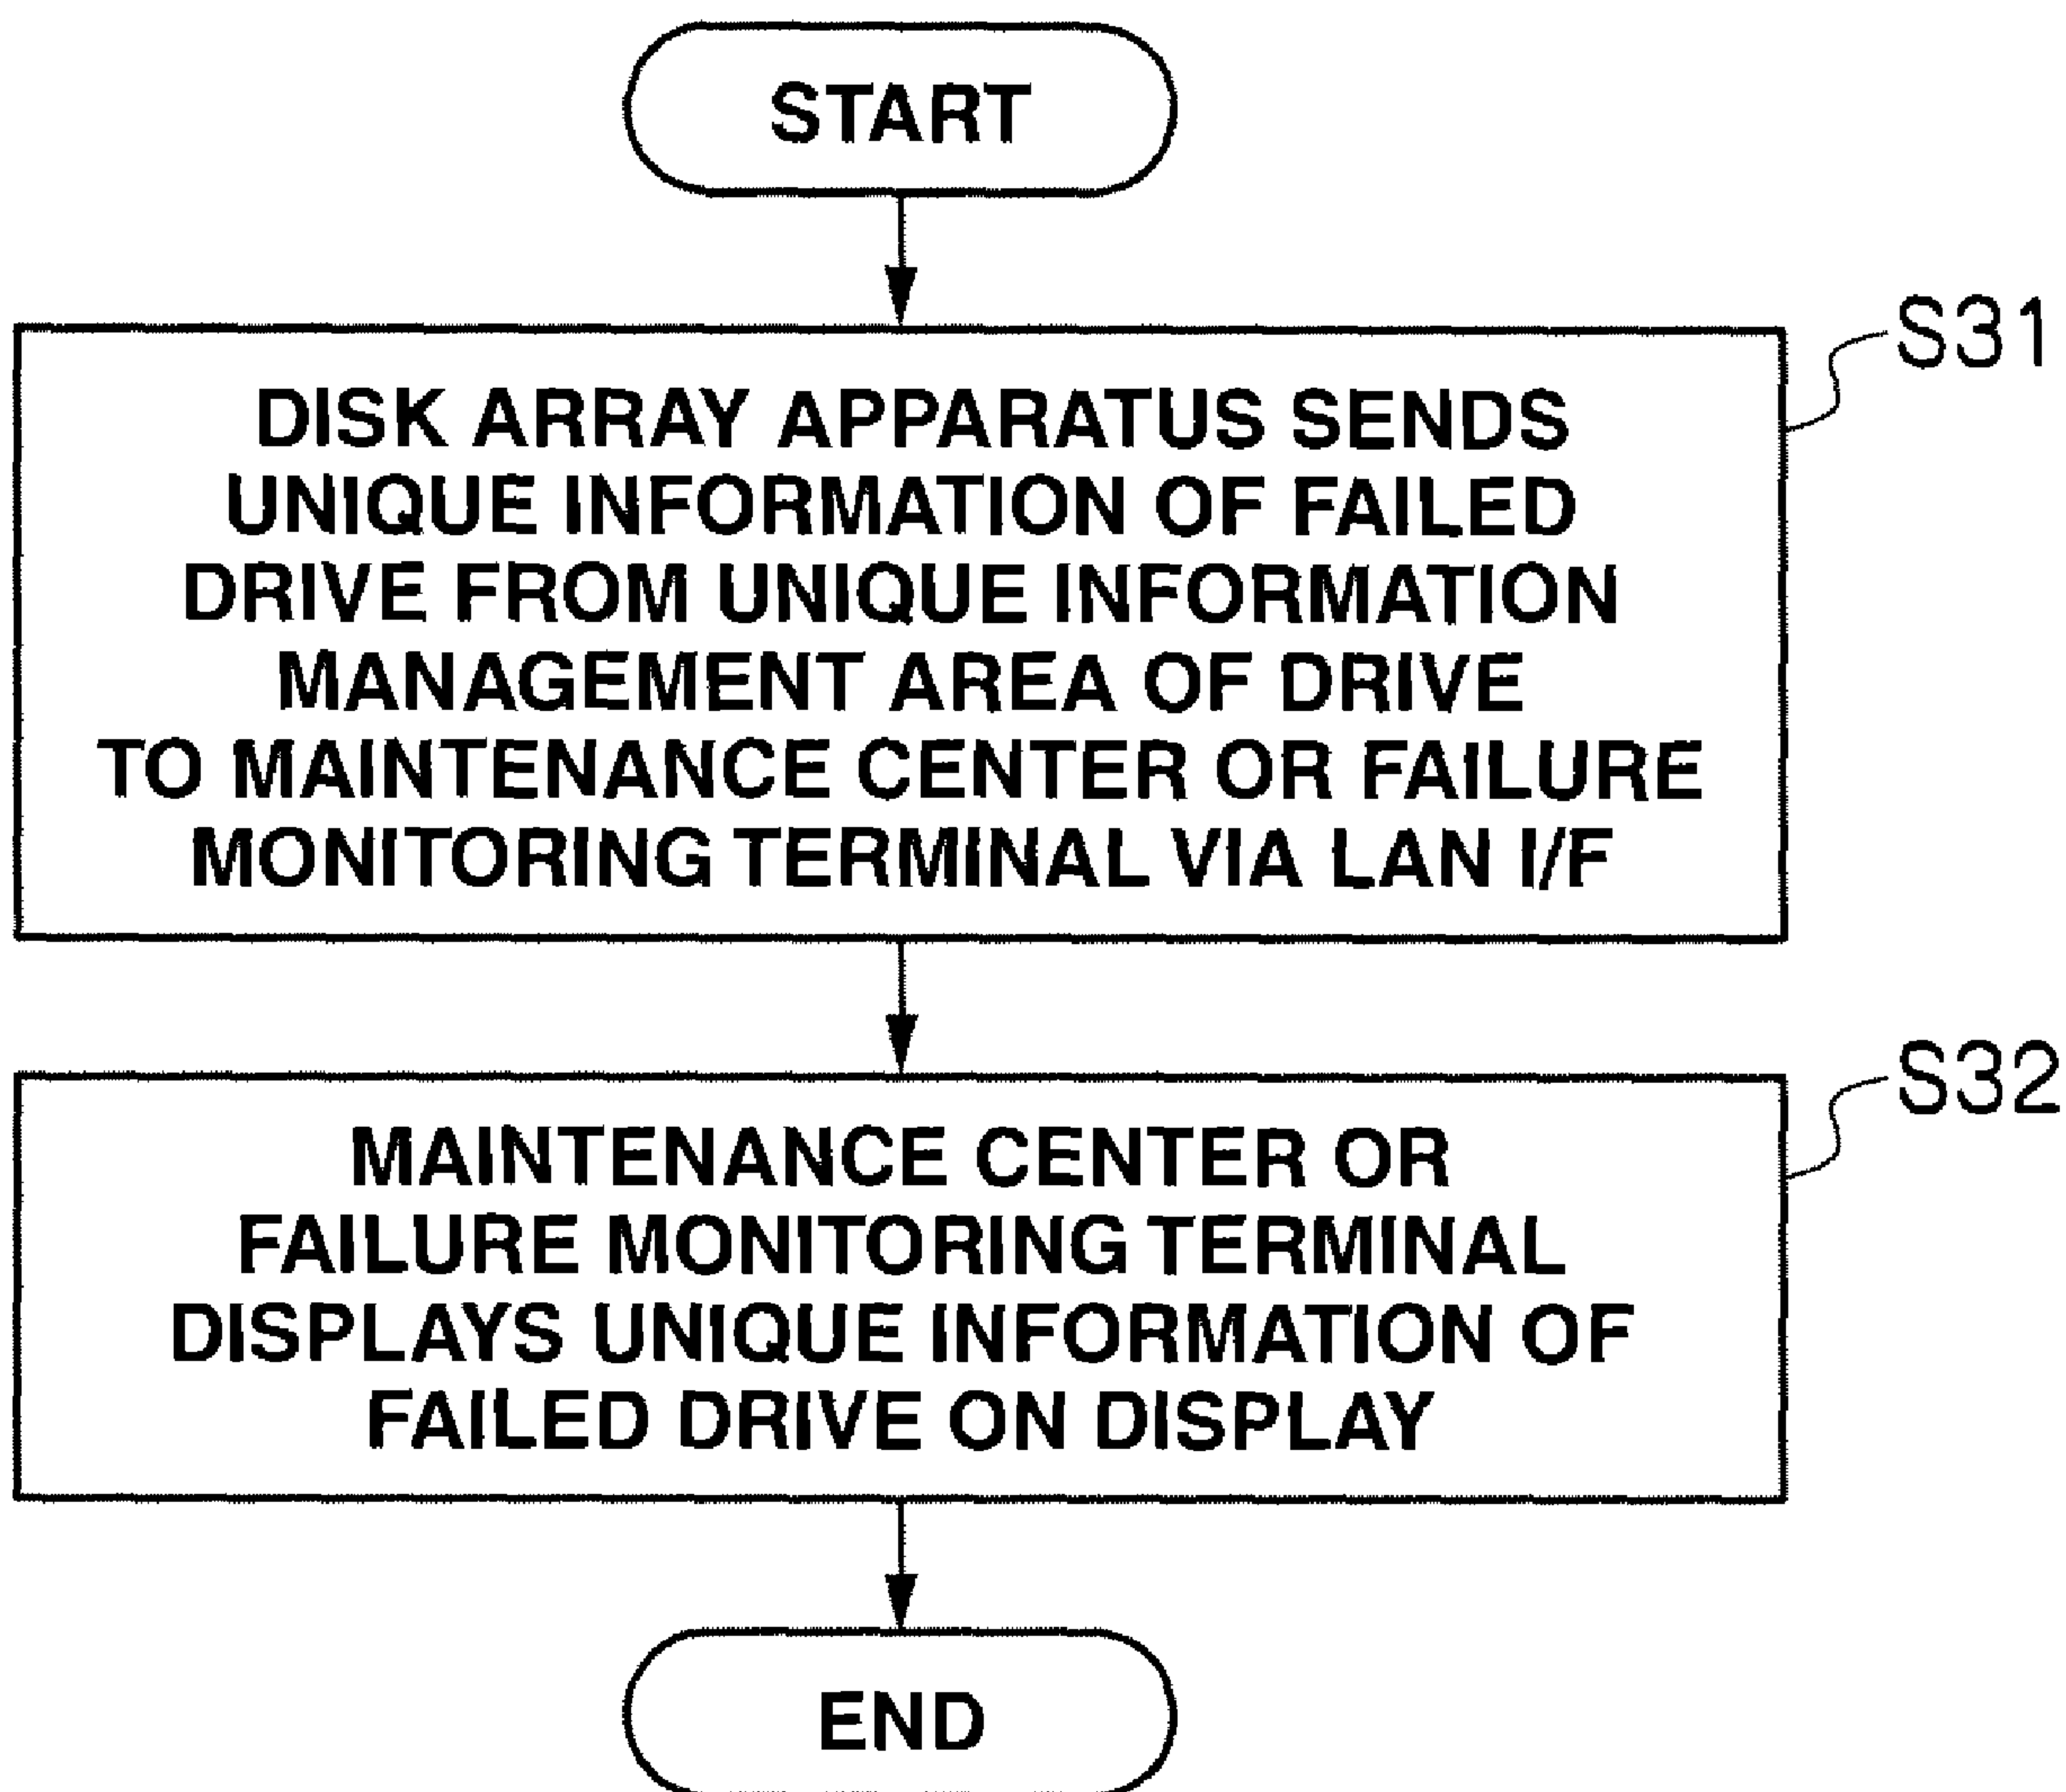 START
S31
DISK ARRAY APPARATUS SENDS
UNIQUE INFORMATION OF FAILED
DRIVE FROM UNIQUE INFORMATION
MANAGEMENT AREA OF DRIVE
TO MAINTENANCE CENTER OR FAILURE
MONITORING TERMINAL VIA LAN I/F
S32
MAINTENANCE CENTER OR
FAILURE MONITORING TERMINAL
DISPLAYS UNIQUE INFORMATION OF
FAILED DRIVE ON DISPLAY
END